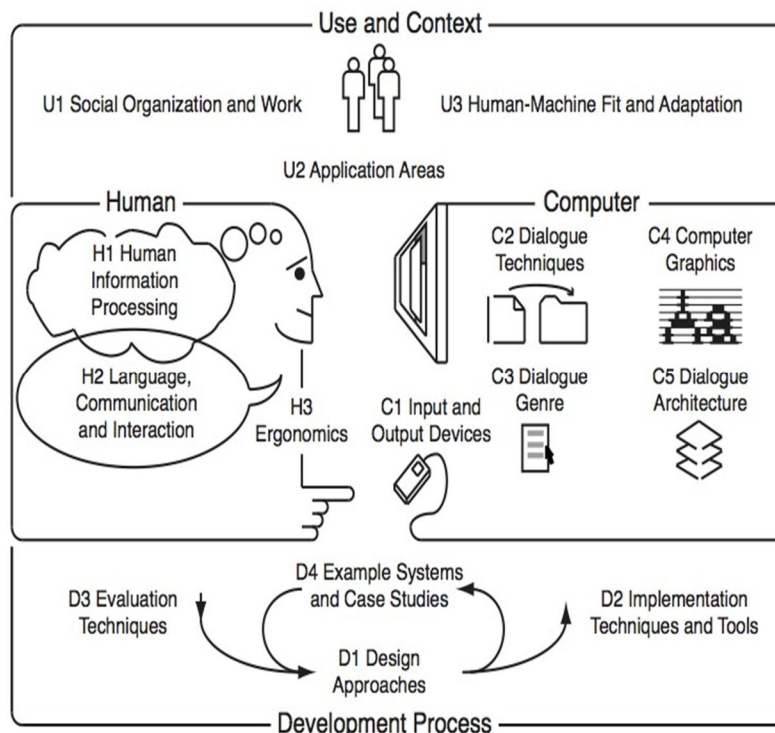 Use and Context
U1 Social Organization and Work
U3 Human-Machine Fit and Adaptation
U2 Application Areas
Human
H1 Human
Information
Processing
H2 Language,
Communication
and Interaction
H3
Ergonomics
Computer
C2 Dialogue
Techniques
C4 Computer
Graphics
C3 Dialogue
Genre
C5 Dialogue
Architecture
C1 Input and
Output Devices
D3 Evaluation
Techniques
D4 Example Systems
and Case Studies
D2 Implementation
Techniques and Tools
D1 Design
Approaches
Development Process